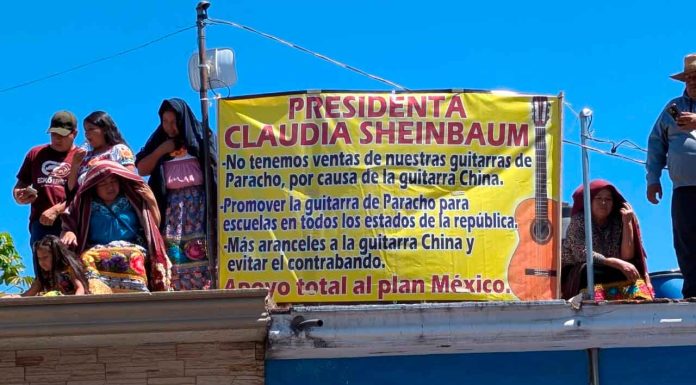 PRESIDENTA
CLAUDIA SHEINBAUM
-No tenemos ventas de nuestras guitarras de
Paracho, por causa de la guitarra China.
-Promover la guitarra de Paracho para
escuelas en todos los estados de la república.
-Más aranceles a la guitarra China y
evitar el contrabando.
Apoyo total al plan México.